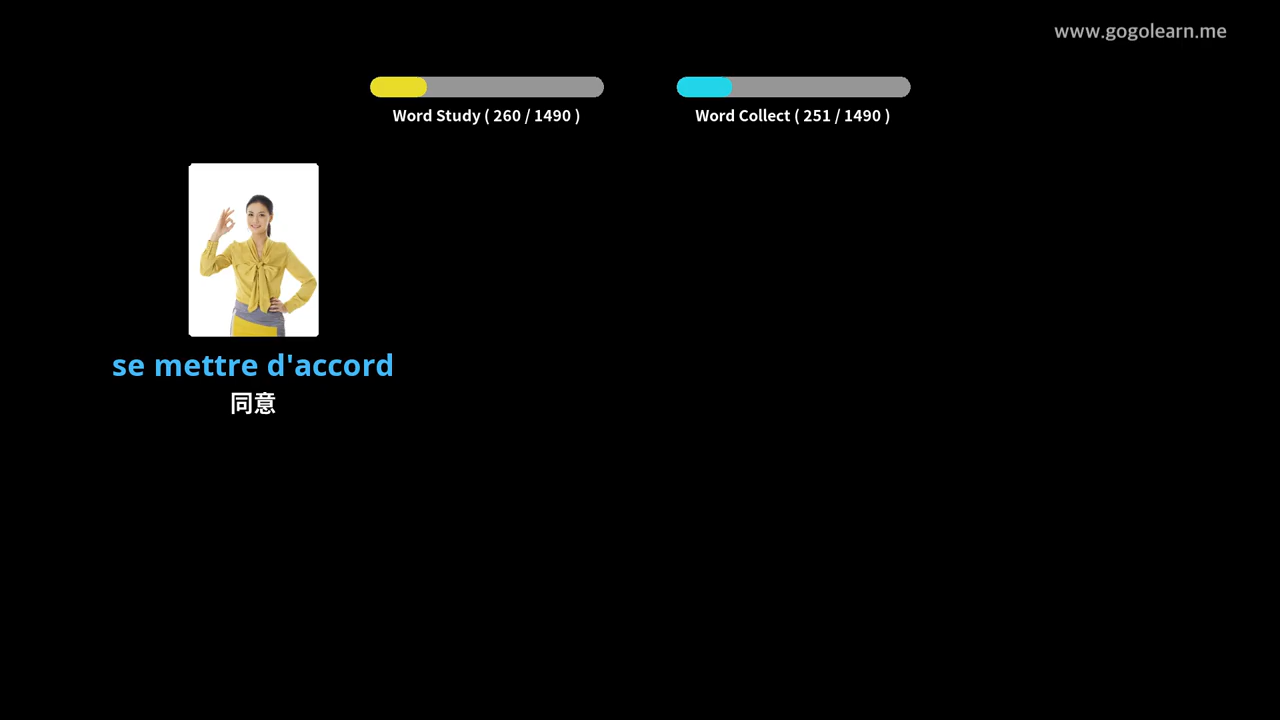 www.gogolearn.me
Word Study ( 260 / 1490 )
Word Collect ( 251 / 1490 )
se mettre d'accord
同意